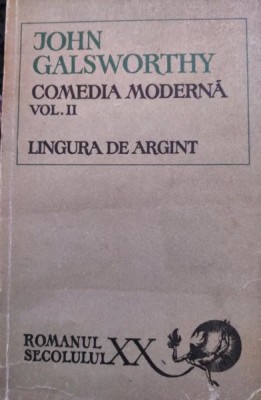 JOHN
GALSWORTHY
COMEDIA MODERNĂ
VOL. II
LINGURA DE ARGINT
ROMANUL
SECOLULUI XX